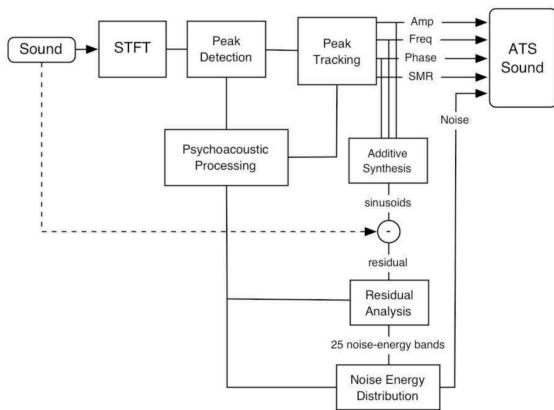 Sound
STFT
Peak
Detection
Peak
Tracking
Amp
Freq
Phase
SMR
ATS
Sound
Noise
Psychoacoustic
Processing
Additive
Synthesis
sinusoids
-
residual
Residual
Analysis
25 noise-energy bands
Noise Energy
Distribution